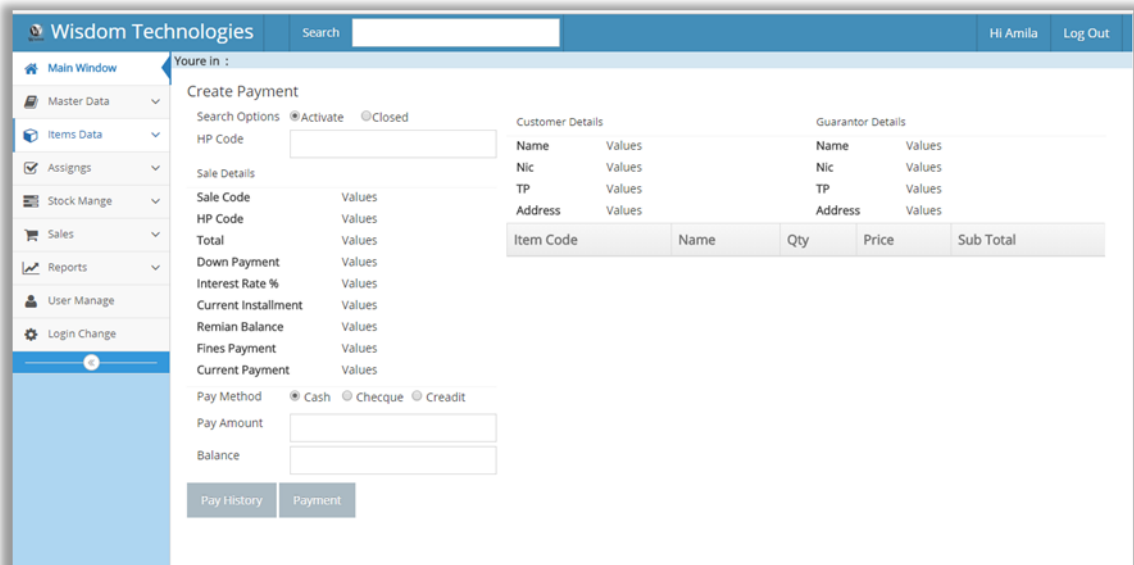 Wisdom Technologies
Search
Hi Amila
Log Out
Main Window
Master Data
Items Data
Assigngs
Stock Mange
Sales
Reports
User Manage
Login Change
Youre in :
Create Payment
Search Options Activate Closed
HP Code
Sale Details
Sale Code Values
HP Code Values
Total Values
Down Payment Values
Interest Rate % Values
Current Installment Values
Remian Balance Values
Fines Payment Values
Current Payment Values
Pay Method Cash Checque Creadit
Pay Amount
Balance
Pay History Payment
Customer Details
Name Values
Nic Values
TP Values
Address Values
Guarantor Details
Name Values
Nic Values
TP Values
Address Values
Item Code Name Qty Price Sub Total